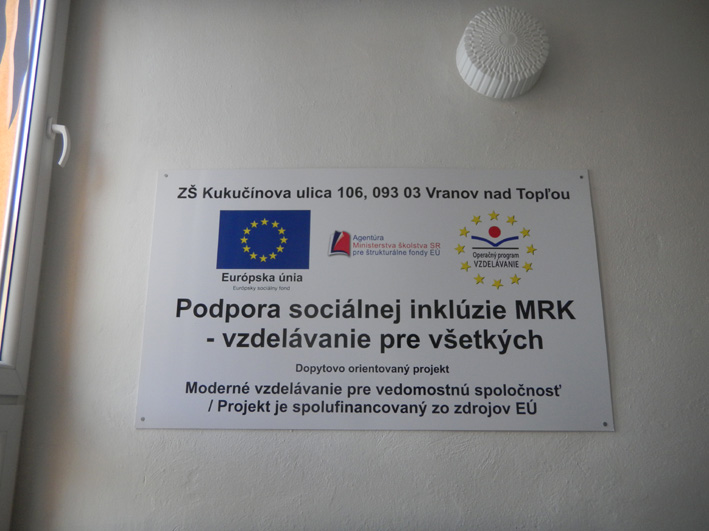 ZŠ Kukučínova ulica 106, 093 03 Vranov nad Topľou
Európska únia
Európsky sociálny fond
Agentúra
Ministerstva školstva SR
pre štrukturálne fondy EÚ
Operačný program
VZDELÁVANIE
Podpora sociálnej inklúzie MRK
- vzdelávanie pre všetkých
Dopytovo orientovaný projekt
Moderné vzdelávanie pre vedomostnú spoločnosť
/ Projekt je spolufinancovaný zo zdrojov EÚ